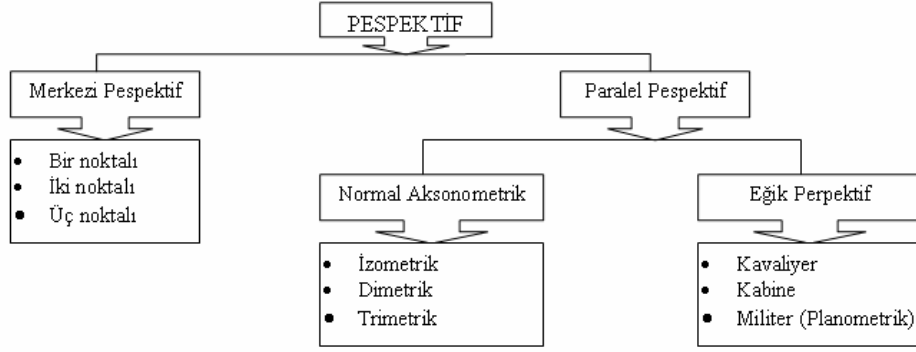 PESPEKTİF
Merkezi Pespektif
Paralel Pespektif
• Bir noktalı
• İki noktalı
• Üç noktalı
Normal Aksonometrik
Eğik Perpektif
• İzometrik
• Dimetrik
• Trimetrik
• Kavaliyer
• Kabine
• Militer (Planometrik)